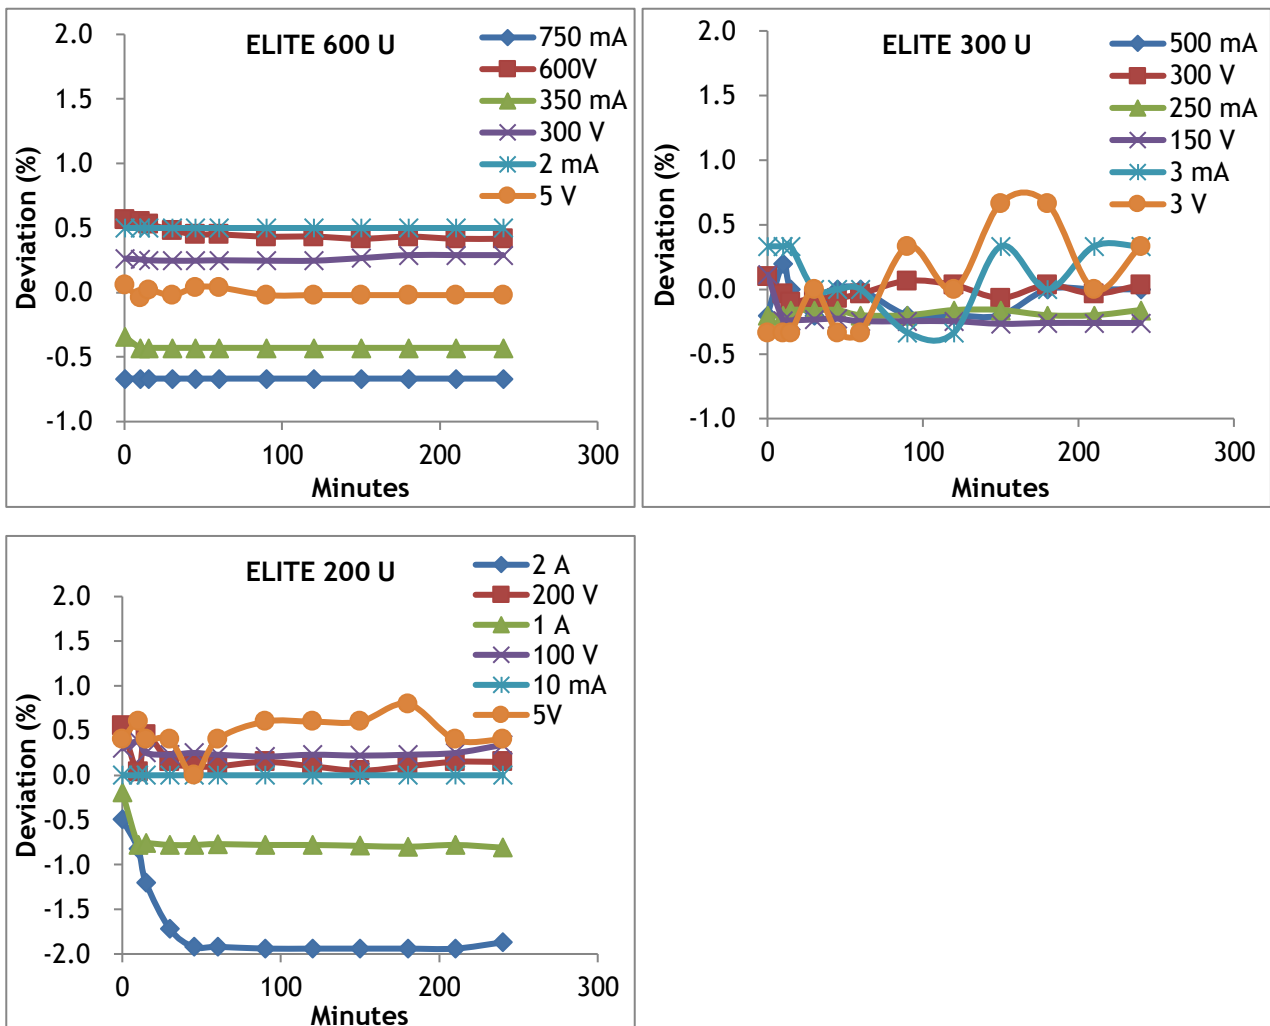 ELITE 600 U
750 mA
600V
350 mA
300 V
2 mA
5 V
Deviation (%)
2.0
1.5
1.0
0.5
0.0
-0.5
-1.0
0 100 200 300
Minutes
ELITE 300 U
500 mA
300 V
250 mA
150 V
3 mA
3 V
Deviation (%)
2.0
1.5
1.0
0.5
0.0
-0.5
-1.0
0 100 200 300
Minutes
ELITE 200 U
2 A
200 V
1 A
100 V
10 mA
5V
Deviation (%)
2.0
1.5
1.0
0.5
0.0
-0.5
-1.0
-1.5
-2.0
0 100 200 300
Minutes